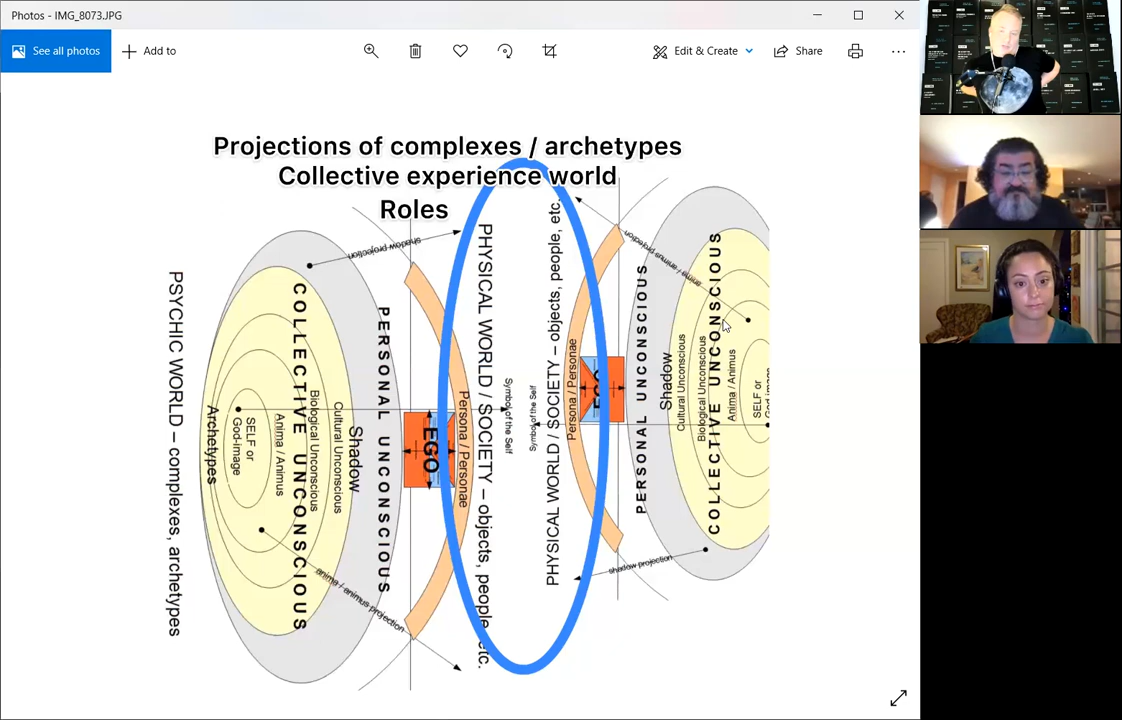 Photos - IMG_8073.JPG
See all photos
Add to
Edit & Create
Share
Projections of complexes / archetypes
Collective experience world
Roles
PSYCHIC WORLD – complexes, archetypes
Archetypes
SELF or
God-image
Anima / Animus
COLLECTIVE UNCONSCIOUS
Biological Unconscious
Cultural Unconscious
Shadow
PERSONAL UNCONSCIOUS
shadow projection
anima / animus projection
EGO
Persona / Personae
PHYSICAL WORLD / SOCIETY – objects, people, etc.
Symbol of the Self
Symbol of the Self
PHYSICAL WORLD / SOCIETY – objects, people, etc.
Persona / Personae
anima / animus projection
shadow projection
PERSONAL UNCONSCIOUS
Shadow
Cultural Unconscious
Biological Unconscious
COLLECTIVE UNCONSCIOUS
Anima / Animus
SELF or
God-image